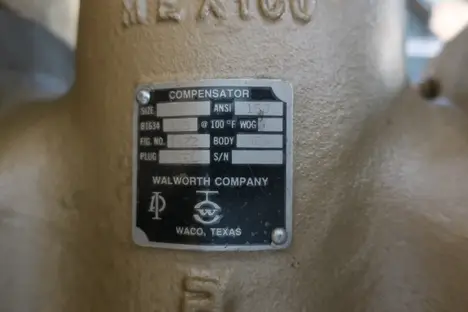 MEXICO
COMPENSATOR
SIZE ANSI
B1634 @ 100 °F WOG
FIG. NO. BODY
PLUG S/N
WALWORTH COMPANY
W
WACO, TEXAS